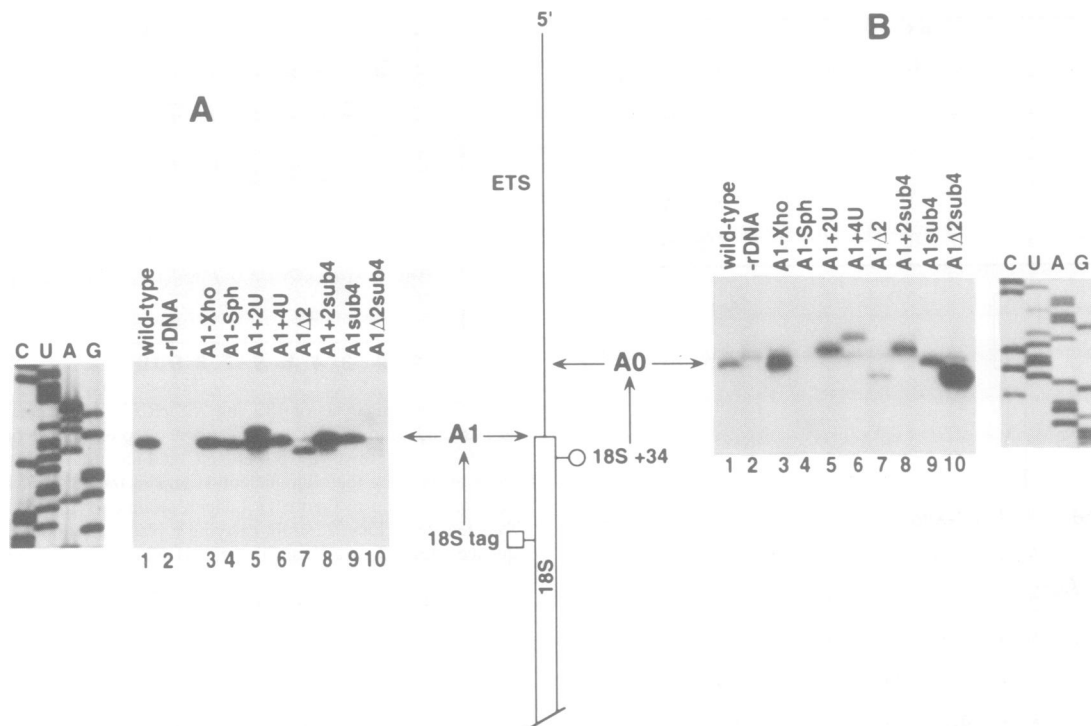 5'
A
B
ETS
wild-type
-rDNA
A1-Xho
A1-Sph
A1+2U
A1+4U
A1Δ2
A1+2sub4
A1sub4
A1Δ2sub4
C U A G
1 2 3 4 5 6 7 8 9 10
A1
18S tag
18S
A0
18S +34
wild-type
-rDNA
A1-Xho
A1-Sph
A1+2U
A1+4U
A1Δ2
A1+2sub4
A1sub4
A1Δ2sub4
C U A G
1 2 3 4 5 6 7 8 9 10